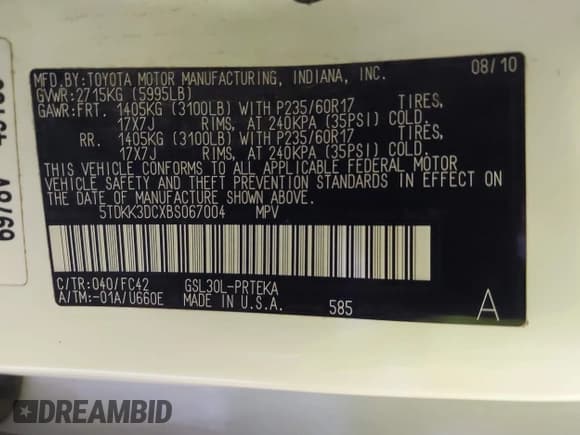 MFD.BY:TOYOTA MOTOR MANUFACTURING, INDIANA, INC. 08/10
GVWR:2715KG (5995LB)
GAWR:FRT. 1405KG (3100LB) WITH P235/60R17 TIRES,
17X7J RIMS, AT 240KPA (35PSI) COLD.
RR. 1405KG (3100LB) WITH P235/60R17 TIRES,
17X7J RIMS, AT 240KPA (35PSI) COLD.
THIS VEHICLE CONFORMS TO ALL APPLICABLE FEDERAL MOTOR
VEHICLE SAFETY AND THEFT PREVENTION STANDARDS IN EFFECT ON
THE DATE OF MANUFACTURE SHOWN ABOVE.
5TDKK3DCXBS067004 MPV
C/TR:040/FC42 GSL30L-PRTEKA
A/TM:-01A/U660E MADE IN U.S.A. 585 A
DREAMBID